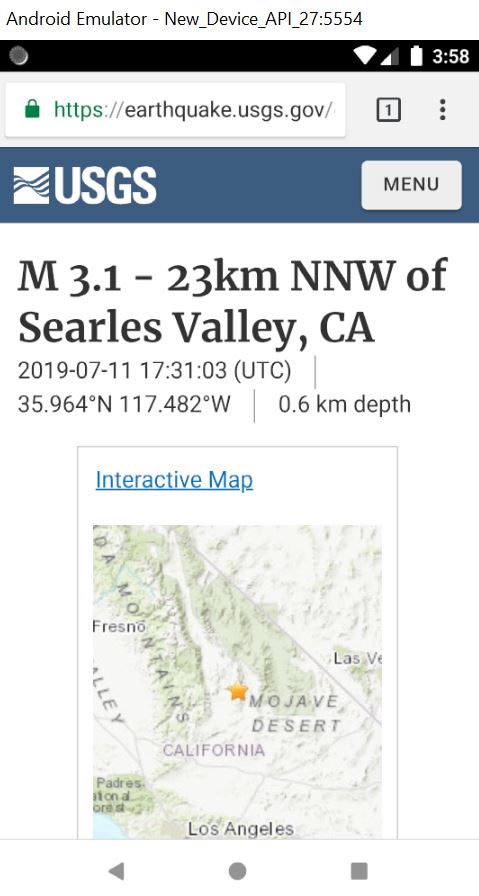 Android Emulator - New_Device_API_27:5554
3:58
https://earthquake.usgs.gov/
1
USGS
MENU
M 3.1 - 23km NNW of
Searles Valley, CA
2019-07-11 17:31:03 (UTC)
35.964°N 117.482°W
0.6 km depth
Interactive Map
DA MOUNTAINS
Fresno
Las Ve
ALLEY
MOJAVE
DESERT
CALIFORNIA
Padres
Los Angeles